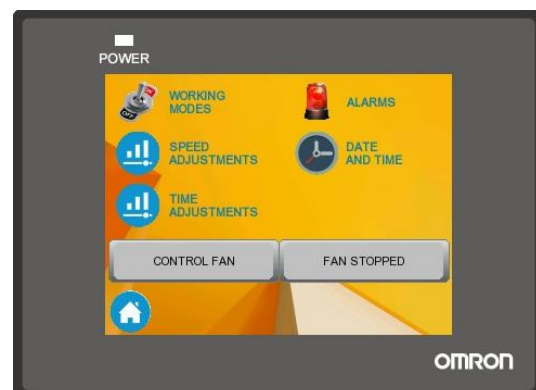 POWER
WORKING
MODES
ALARMS
SPEED
ADJUSTMENTS
DATE
AND TIME
TIME
ADJUSTMENTS
CONTROL FAN
FAN STOPPED
OMRON